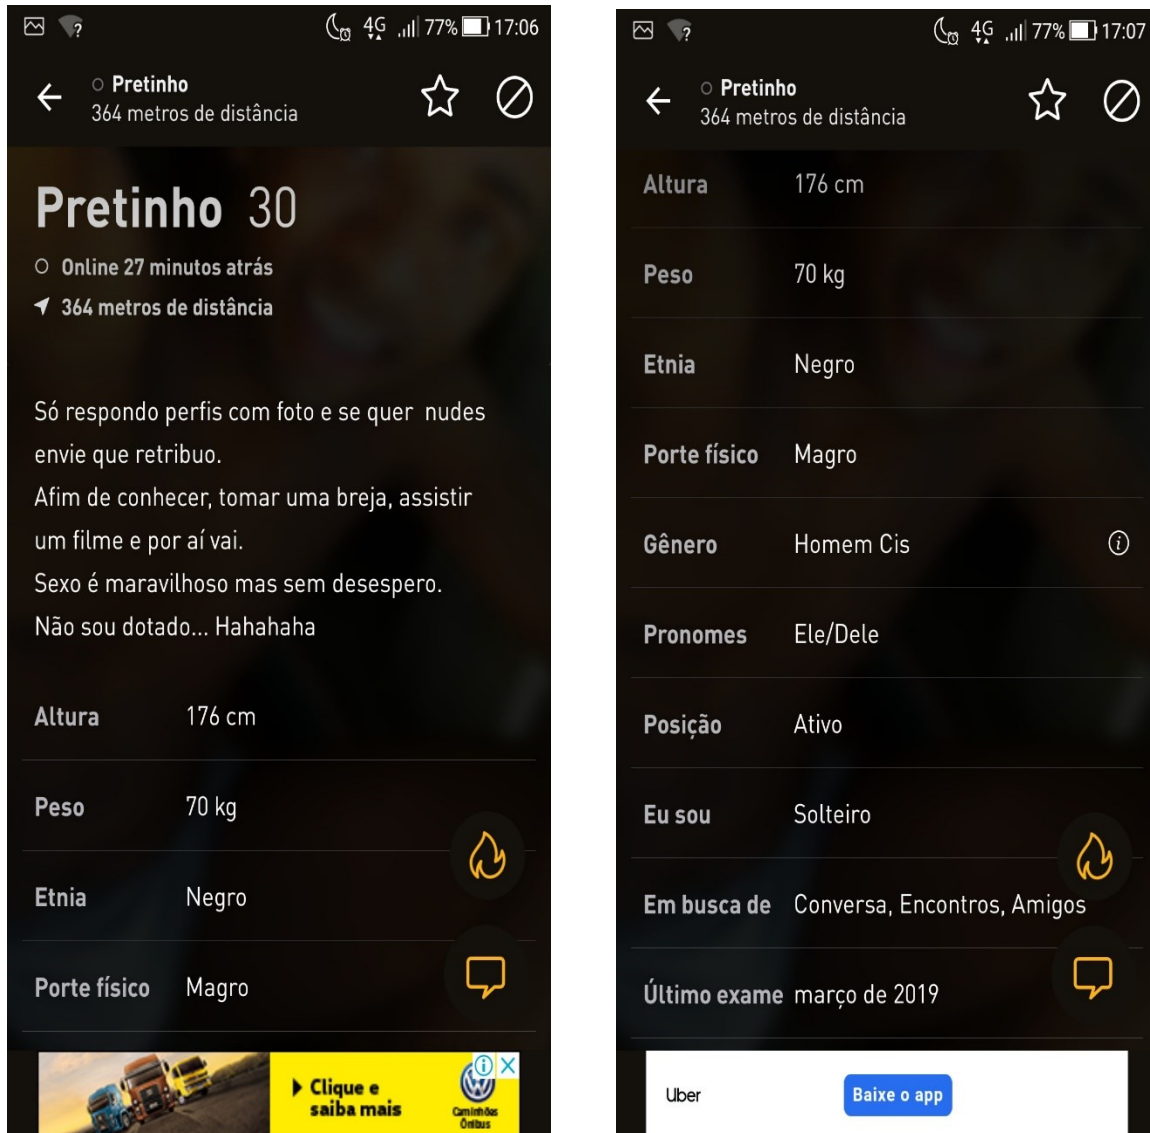 4G 77% 17:06
Pretinho
364 metros de distância
Pretinho 30
Online 27 minutos atrás
364 metros de distância
Só respondo perfis com foto e se quer nudes
envie que retribuo.
Afim de conhecer, tomar uma breja, assistir
um filme e por aí vai.
Sexo é maravilhoso mas sem desespero.
Não sou dotado... Hahahaha
Altura 176 cm
Peso 70 kg
Etnia Negro
Porte físico Magro
Clique e
saiba mais
Caminhões
Ônibus
4G 77% 17:07
Pretinho
364 metros de distância
Altura 176 cm
Peso 70 kg
Etnia Negro
Porte físico Magro
Gênero Homem Cis
Pronomes Ele/Dele
Posição Ativo
Eu sou Solteiro
Em busca de Conversa, Encontros, Amigos
Último exame março de 2019
Uber Baixe o app